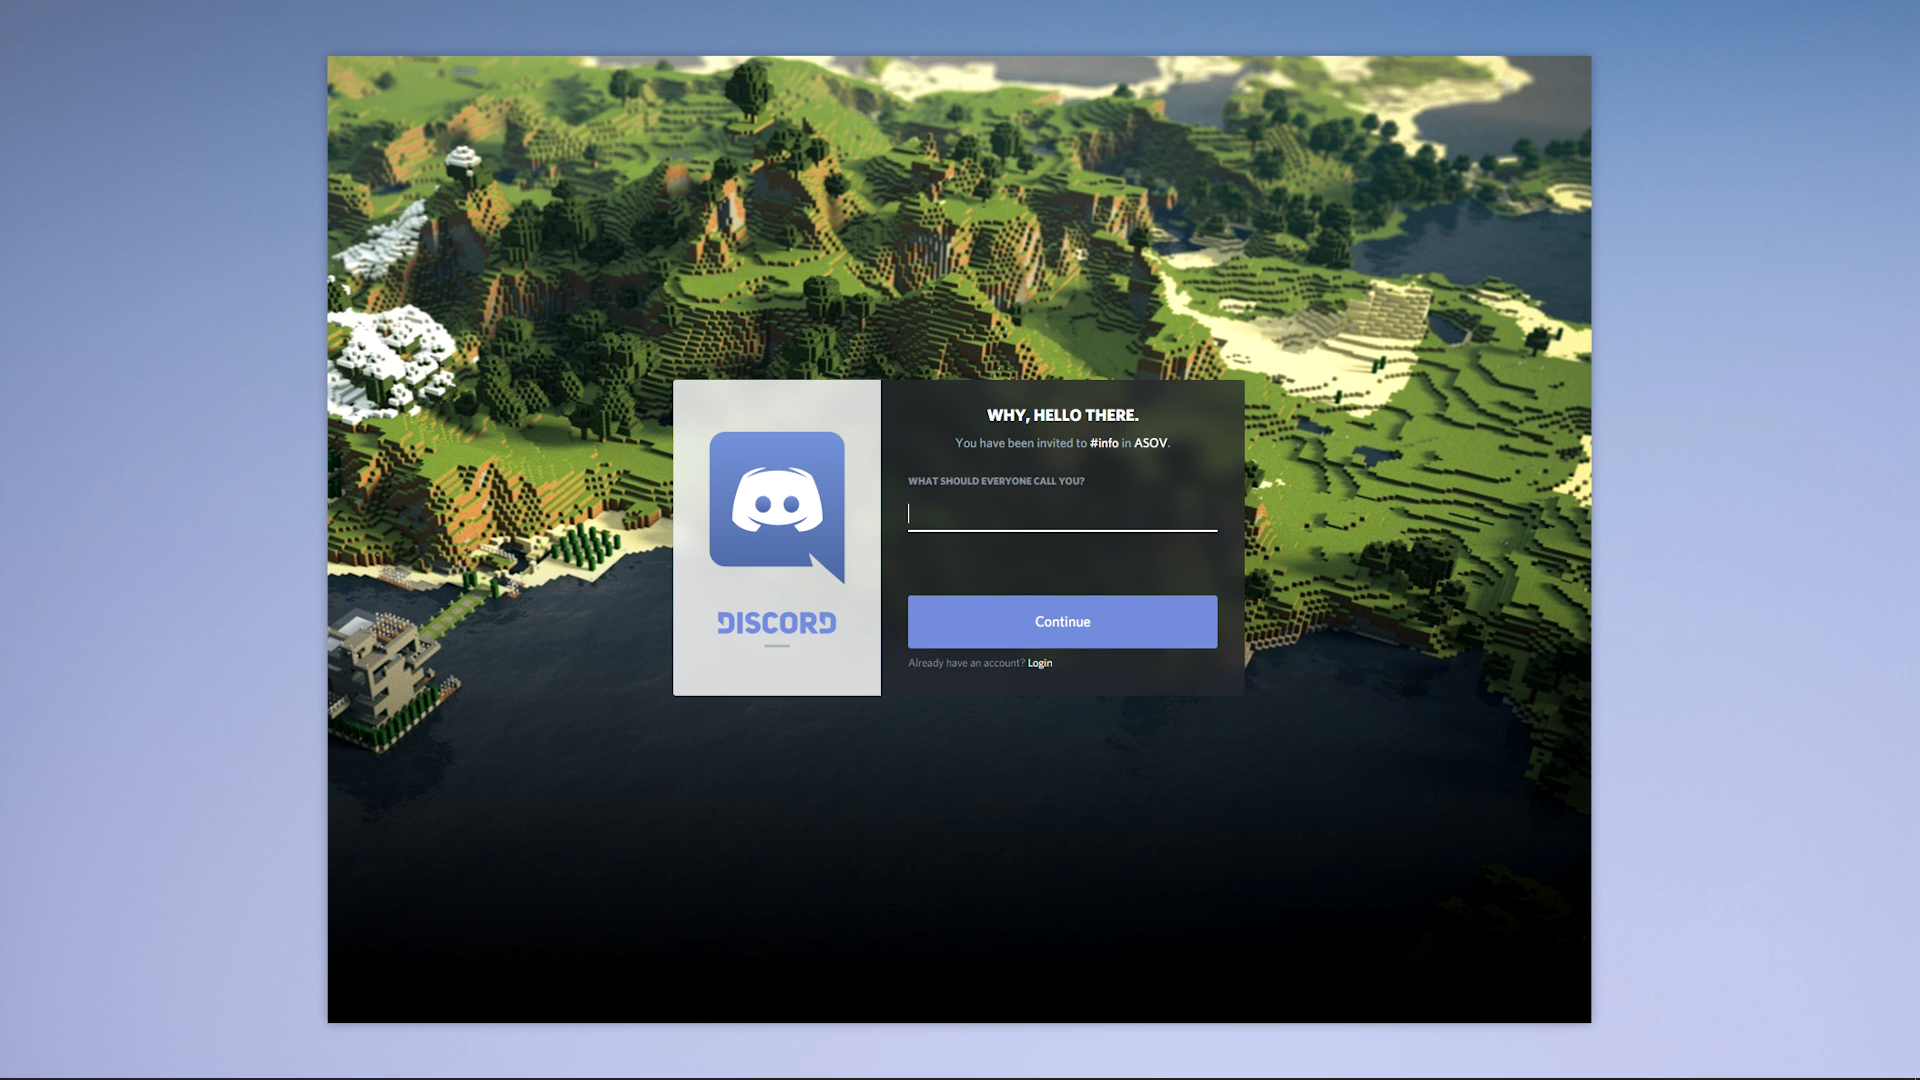 WHY, HELLO THERE.
You have been invited to #info in ASOV.
WHAT SHOULD EVERYONE CALL YOU?
DISCORD
Continue
Already have an account? Login